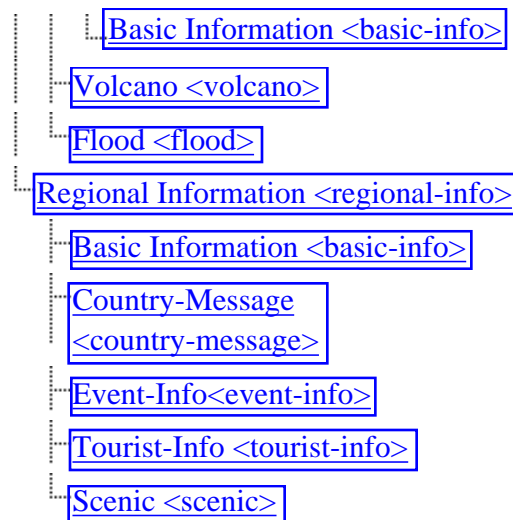 Basic Information <basic-info>
Volcano <volcano>
Flood <flood>
Regional Information <regional-info>
Basic Information <basic-info>
Country-Message
<country-message>
Event-Info<event-info>
Tourist-Info <tourist-info>
Scenic <scenic>